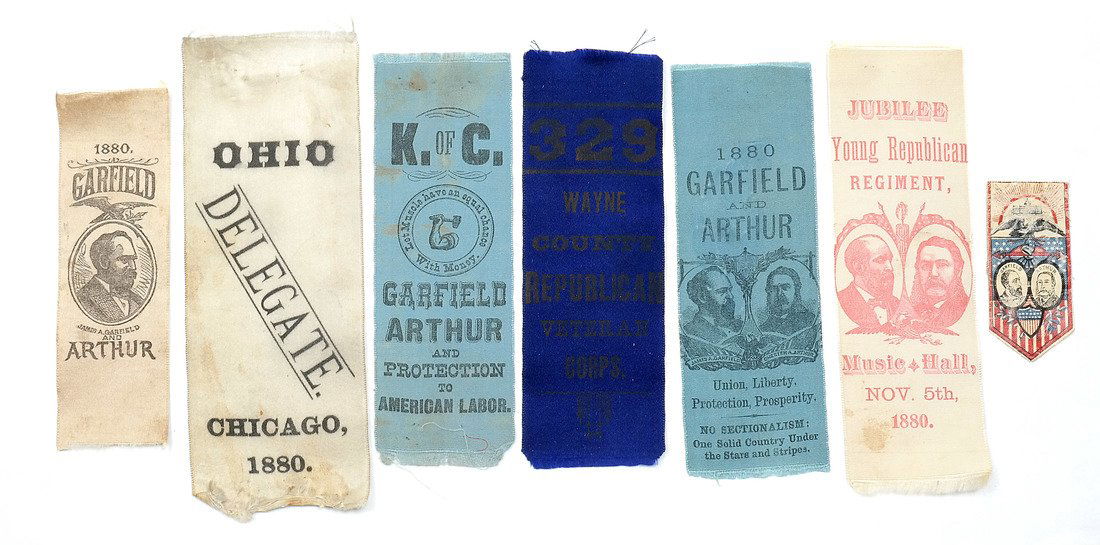 1880.
GARFIELD
JAMES A. GARFIELD
AND
ARTHUR
OHIO
DELEGATE.
CHICAGO,
1880.
K. OF C.
Let Muscle have an equal chance
With Money.
GARFIELD
ARTHUR
AND
PROTECTION
TO
AMERICAN LABOR.
329
WAYNE
COUNTY
REPUBLICAN
VETERAN
CORPS.
1880
GARFIELD
AND
ARTHUR
JAMES A. GARFIELD
Union, Liberty,
Protection, Prosperity.
NO SECTIONALISM:
One Solid Country Under
the Stars and Stripes.
JUBILEE
Young Republican
REGIMENT,
Music Hall,
NOV. 5th,
1880.